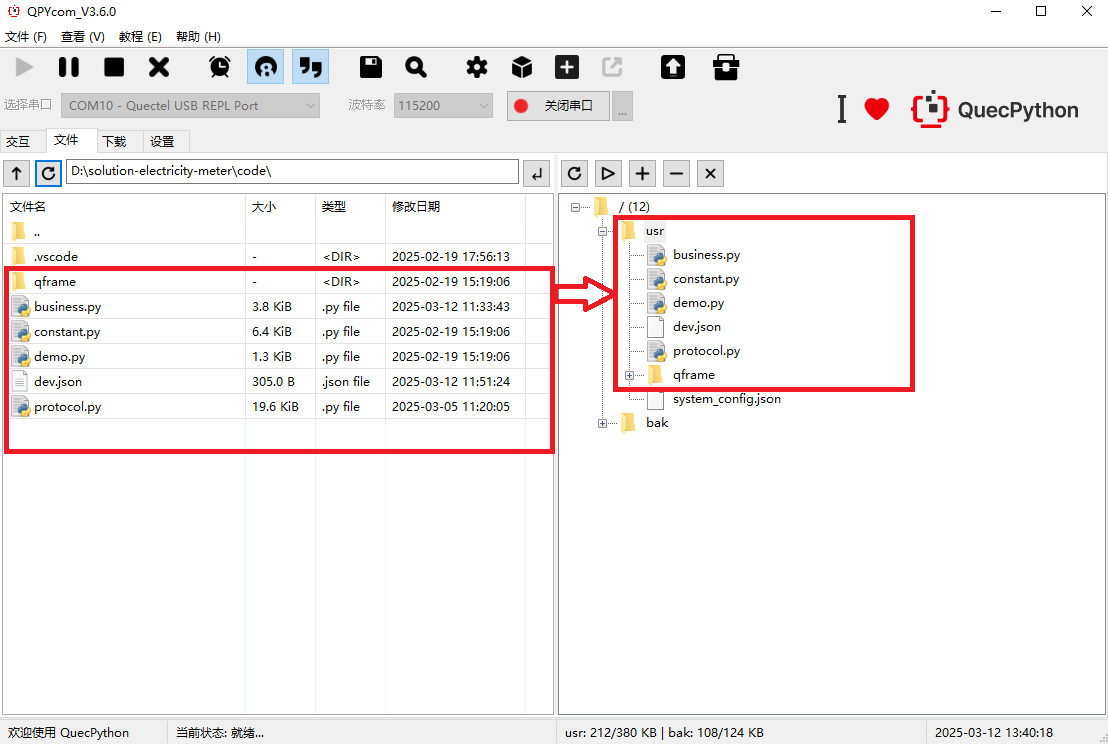 QPYcom_V3.6.0
文件 (F) 查看 (V) 教程 (E) 帮助 (H)
选择串口 COM10 - Quectel USB REPL Port 波特率 115200 关闭串口 ... I QuecPython
交互 文件 下载 设置
D:\solution-electricity-meter\code\
文件名 大小 类型 修改日期
..
.vscode - <DIR> 2025-02-19 17:56:13
qframe - <DIR> 2025-02-19 15:19:06
business.py 3.8 KiB .py file 2025-03-12 11:33:43
constant.py 6.4 KiB .py file 2025-02-19 15:19:06
demo.py 1.3 KiB .py file 2025-02-19 15:19:06
dev.json 305.0 B .json file 2025-03-12 11:51:24
protocol.py 19.6 KiB .py file 2025-03-05 11:20:05
/ (12)
usr
business.py
constant.py
demo.py
dev.json
protocol.py
qframe
system_config.json
bak
欢迎使用 QuecPython 当前状态: 就绪... usr: 212/380 KB | bak: 108/124 KB 2025-03-12 13:40:18